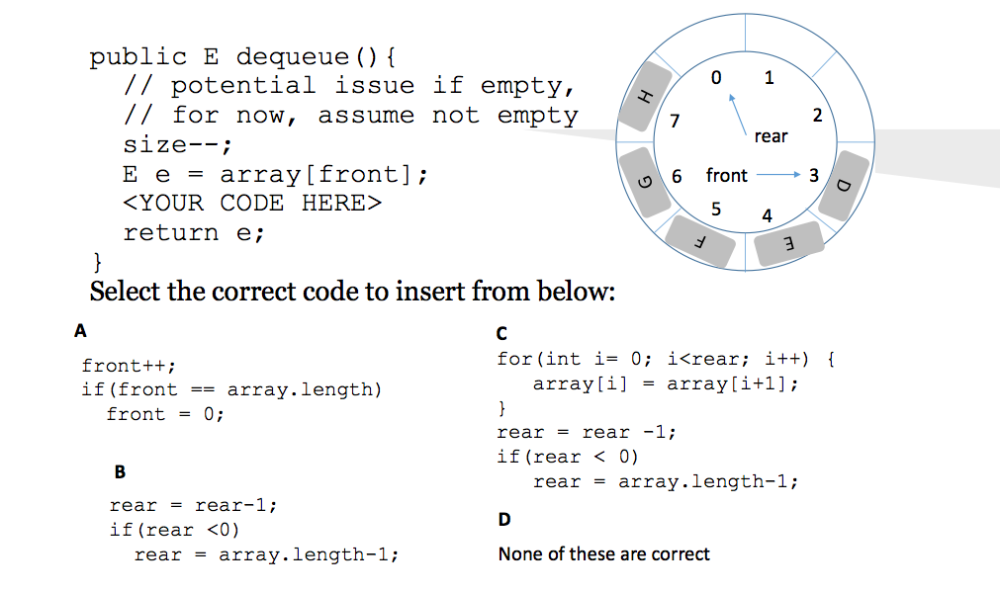 public E dequeue(){
// potential issue if empty,
// for now, assume not empty
size--;
E e = array[front];
<YOUR CODE HERE>
return e;
}
0 1
2
3
4
5
6
7
rear
front
D
E
F
G
H
Select the correct code to insert from below:
A
front++;
if(front == array.length)
front = 0;
B
rear = rear-1;
if(rear <0)
rear = array.length-1;
C
for(int i= 0; i<rear; i++) {
array[i] = array[i+1];
}
rear = rear -1;
if(rear < 0)
rear = array.length-1;
D
None of these are correct